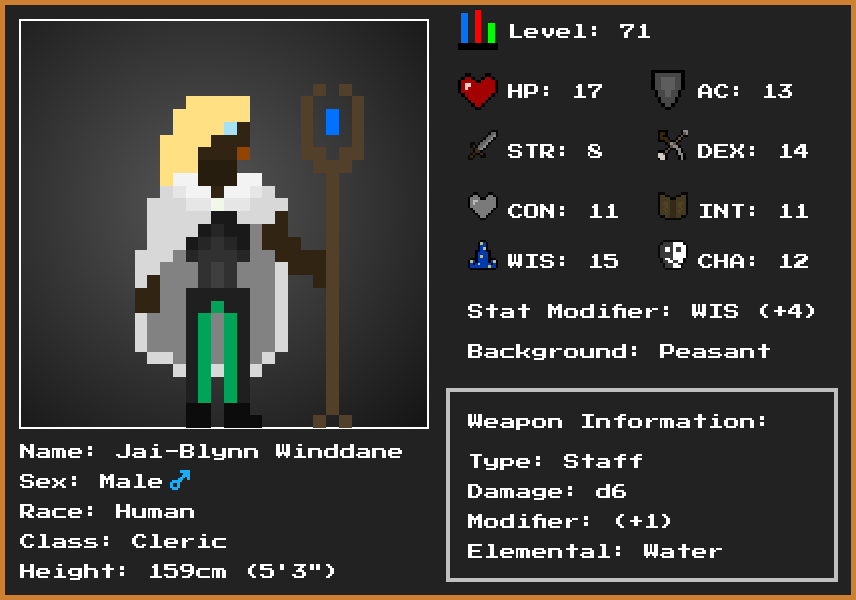 Level: 71
HP: 17
AC: 13
STR: 8
DEX: 14
CON: 11
INT: 11
WIS: 15
CHA: 12
Stat Modifier: WIS (+4)
Background: Peasant
Weapon Information:
Type: Staff
Damage: d6
Modifier: (+1)
Elemental: Water
Name: Jai-Blynn Winddane
Sex: Male ♂
Race: Human
Class: Cleric
Height: 159cm (5'3")